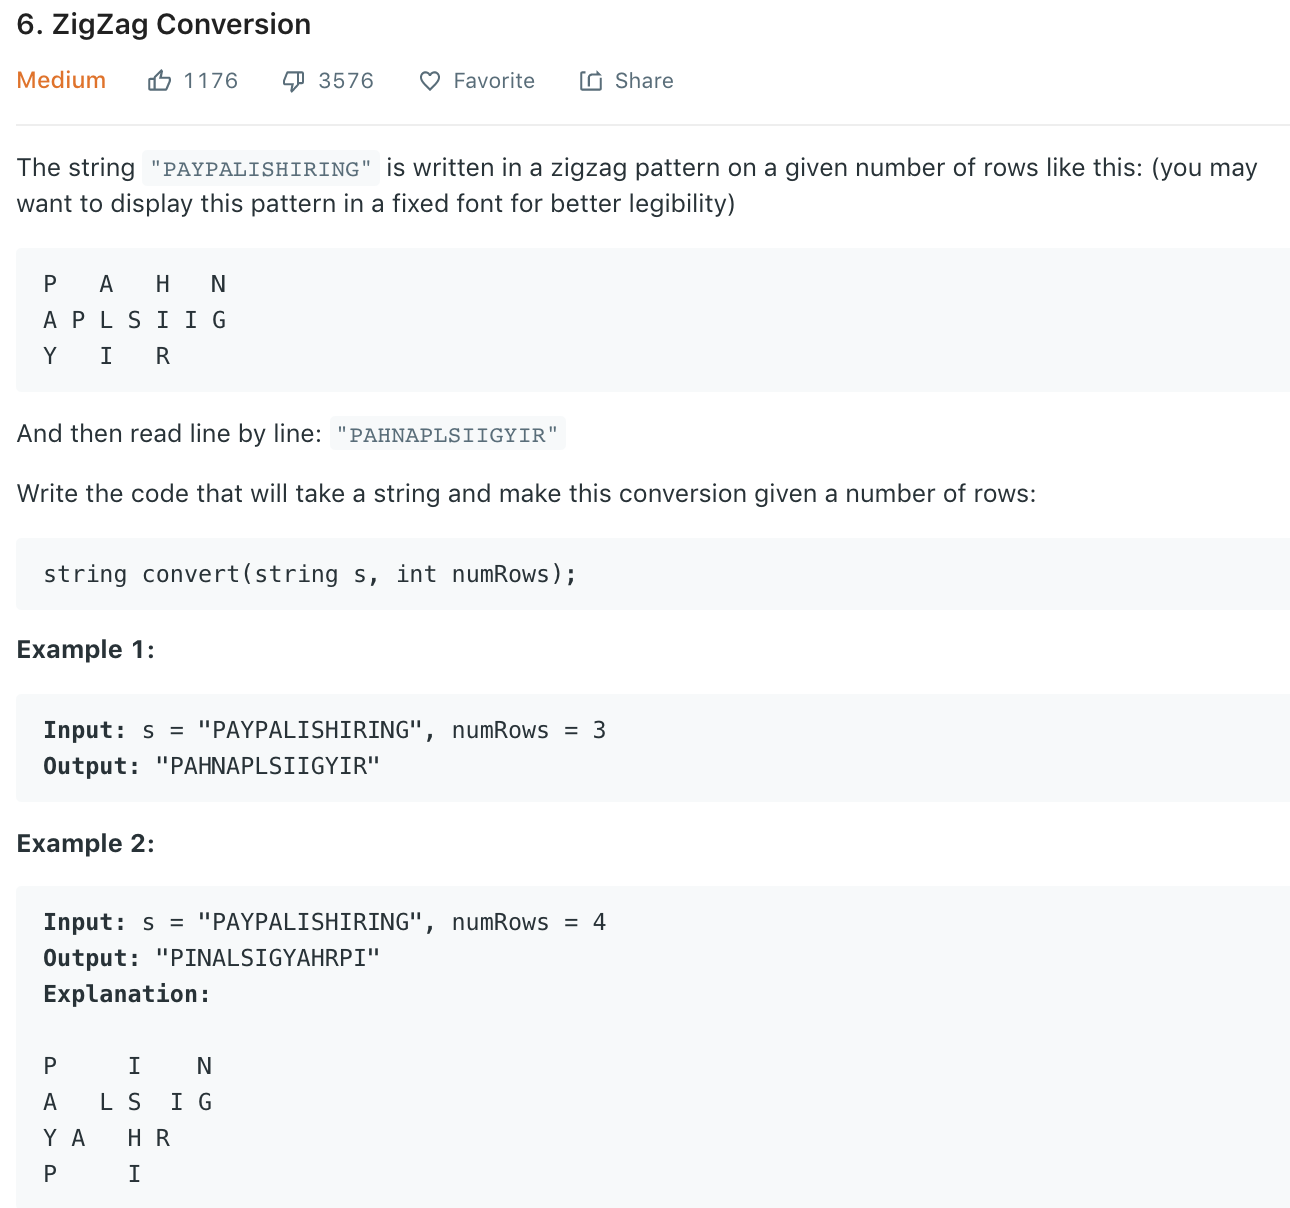 6. ZigZag Conversion
Medium 1176 3576 Favorite Share
The string "PAYPALISHIRING" is written in a zigzag pattern on a given number of rows like this: (you may
want to display this pattern in a fixed font for better legibility)
P   A   H   N
A P L S I I G
Y   I   R
And then read line by line: "PAHNAPLSIIGYIR"
Write the code that will take a string and make this conversion given a number of rows:
string convert(string s, int numRows);
Example 1:
Input: s = "PAYPALISHIRING", numRows = 3
Output: "PAHNAPLSIIGYIR"
Example 2:
Input: s = "PAYPALISHIRING", numRows = 4
Output: "PINALSIGYAHRPI"
Explanation:
P     I    N
A   L S  I G
Y A   H R
P     I